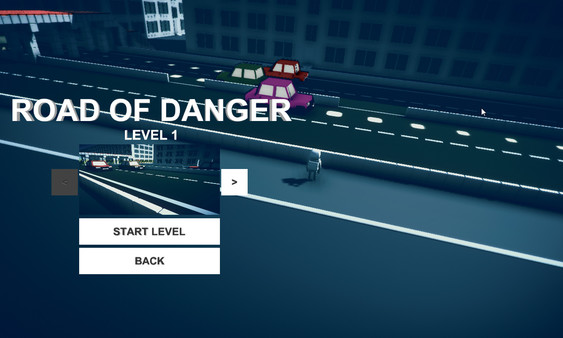 ROAD OF DANGER
LEVEL 1
< >
START LEVEL
BACK